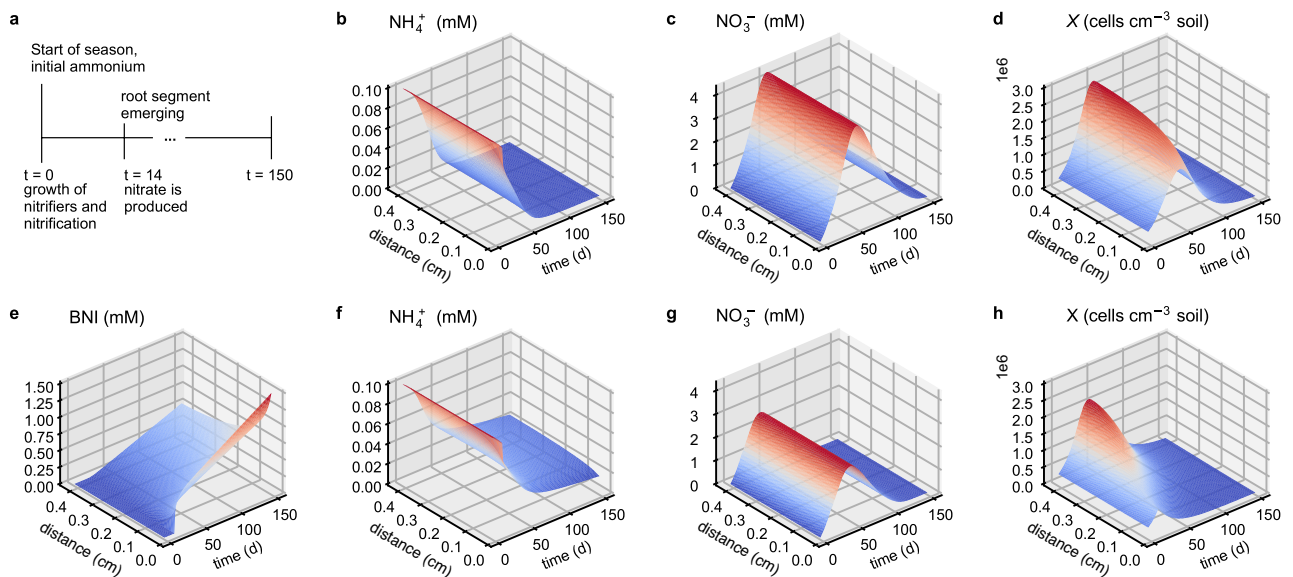 a
Start of season,
initial ammonium
root segment
emerging
...
t = 0
t = 14
t = 150
growth of
nitrifiers and
nitrification
nitrate is
produced
b
NH₄⁺ (mM)
0.10
0.08
0.06
0.04
0.02
0.00
0.4
0.3
0.2
0.1
0.0
distance (cm)
0
50
100
150
time (d)
c
NO₃⁻ (mM)
4
3
2
1
0
0.4
0.3
0.2
0.1
0.0
distance (cm)
0
50
100
150
time (d)
d
X (cells cm⁻³ soil)
1e6
3.0
2.5
2.0
1.5
1.0
0.5
0.0
0.4
0.3
0.2
0.1
0.0
distance (cm)
0
50
100
150
time (d)
e
BNI (mM)
1.50
1.25
1.00
0.75
0.50
0.25
0.00
0.4
0.3
0.2
0.1
0.0
distance (cm)
0
50
100
150
time (d)
f
NH₄⁺ (mM)
0.10
0.08
0.06
0.04
0.02
0.00
0.4
0.3
0.2
0.1
0.0
distance (cm)
0
50
100
150
time (d)
g
NO₃⁻ (mM)
4
3
2
1
0
0.4
0.3
0.2
0.1
0.0
distance (cm)
0
50
100
150
time (d)
h
X (cells cm⁻³ soil)
1e6
3.0
2.5
2.0
1.5
1.0
0.5
0.0
0.4
0.3
0.2
0.1
0.0
distance (cm)
0
50
100
150
time (d)